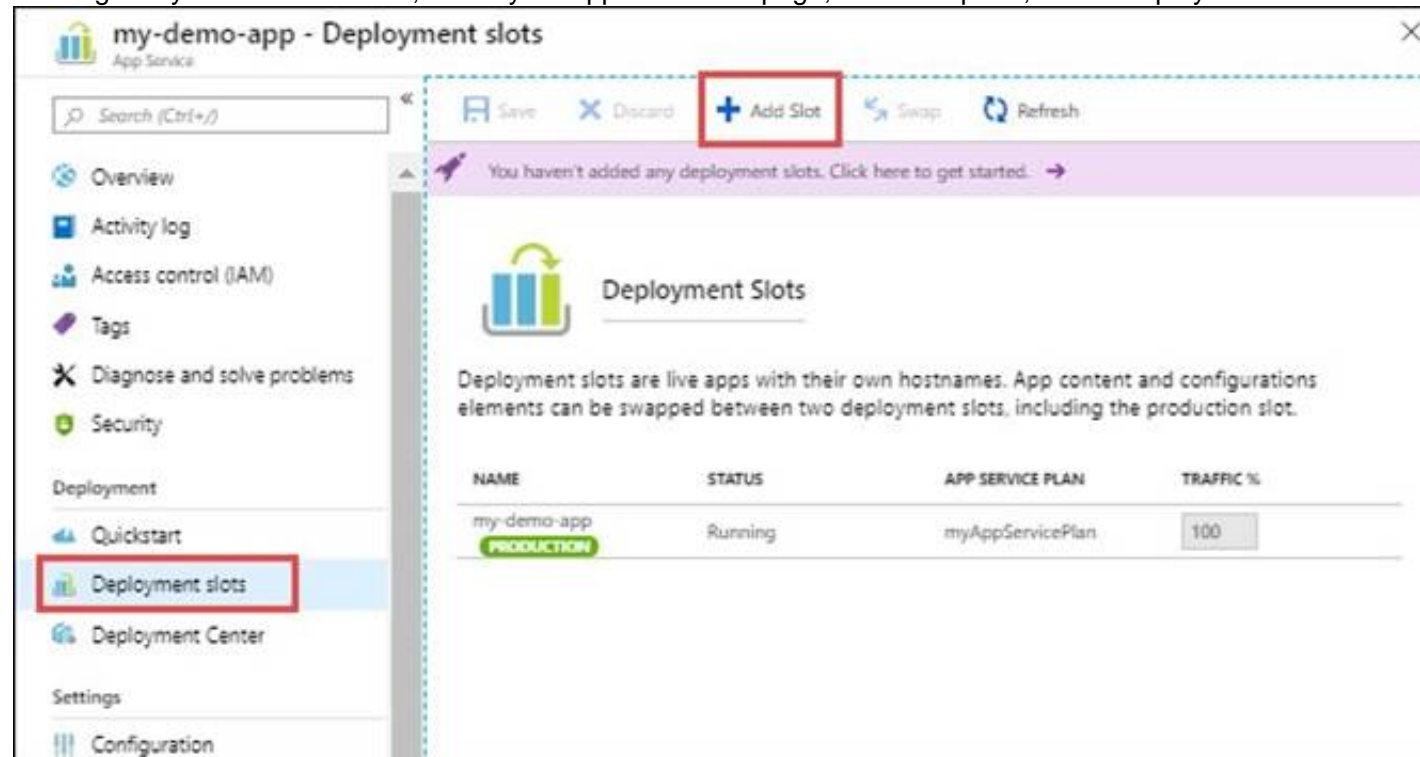 my-demo-app - Deployment slots
App Service
Search (Ctrl+/)
«
Save
Discard
Add Slot
Swap
Refresh
You haven't added any deployment slots. Click here to get started. →
Overview
Activity log
Access control (IAM)
Tags
Diagnose and solve problems
Security
Deployment
Quickstart
Deployment slots
Deployment Center
Settings
Configuration
Deployment Slots
Deployment slots are live apps with their own hostnames. App content and configurations
elements can be swapped between two deployment slots, including the production slot.
NAME STATUS APP SERVICE PLAN TRAFFIC %
my-demo-app Running myAppServicePlan 100
PRODUCTION